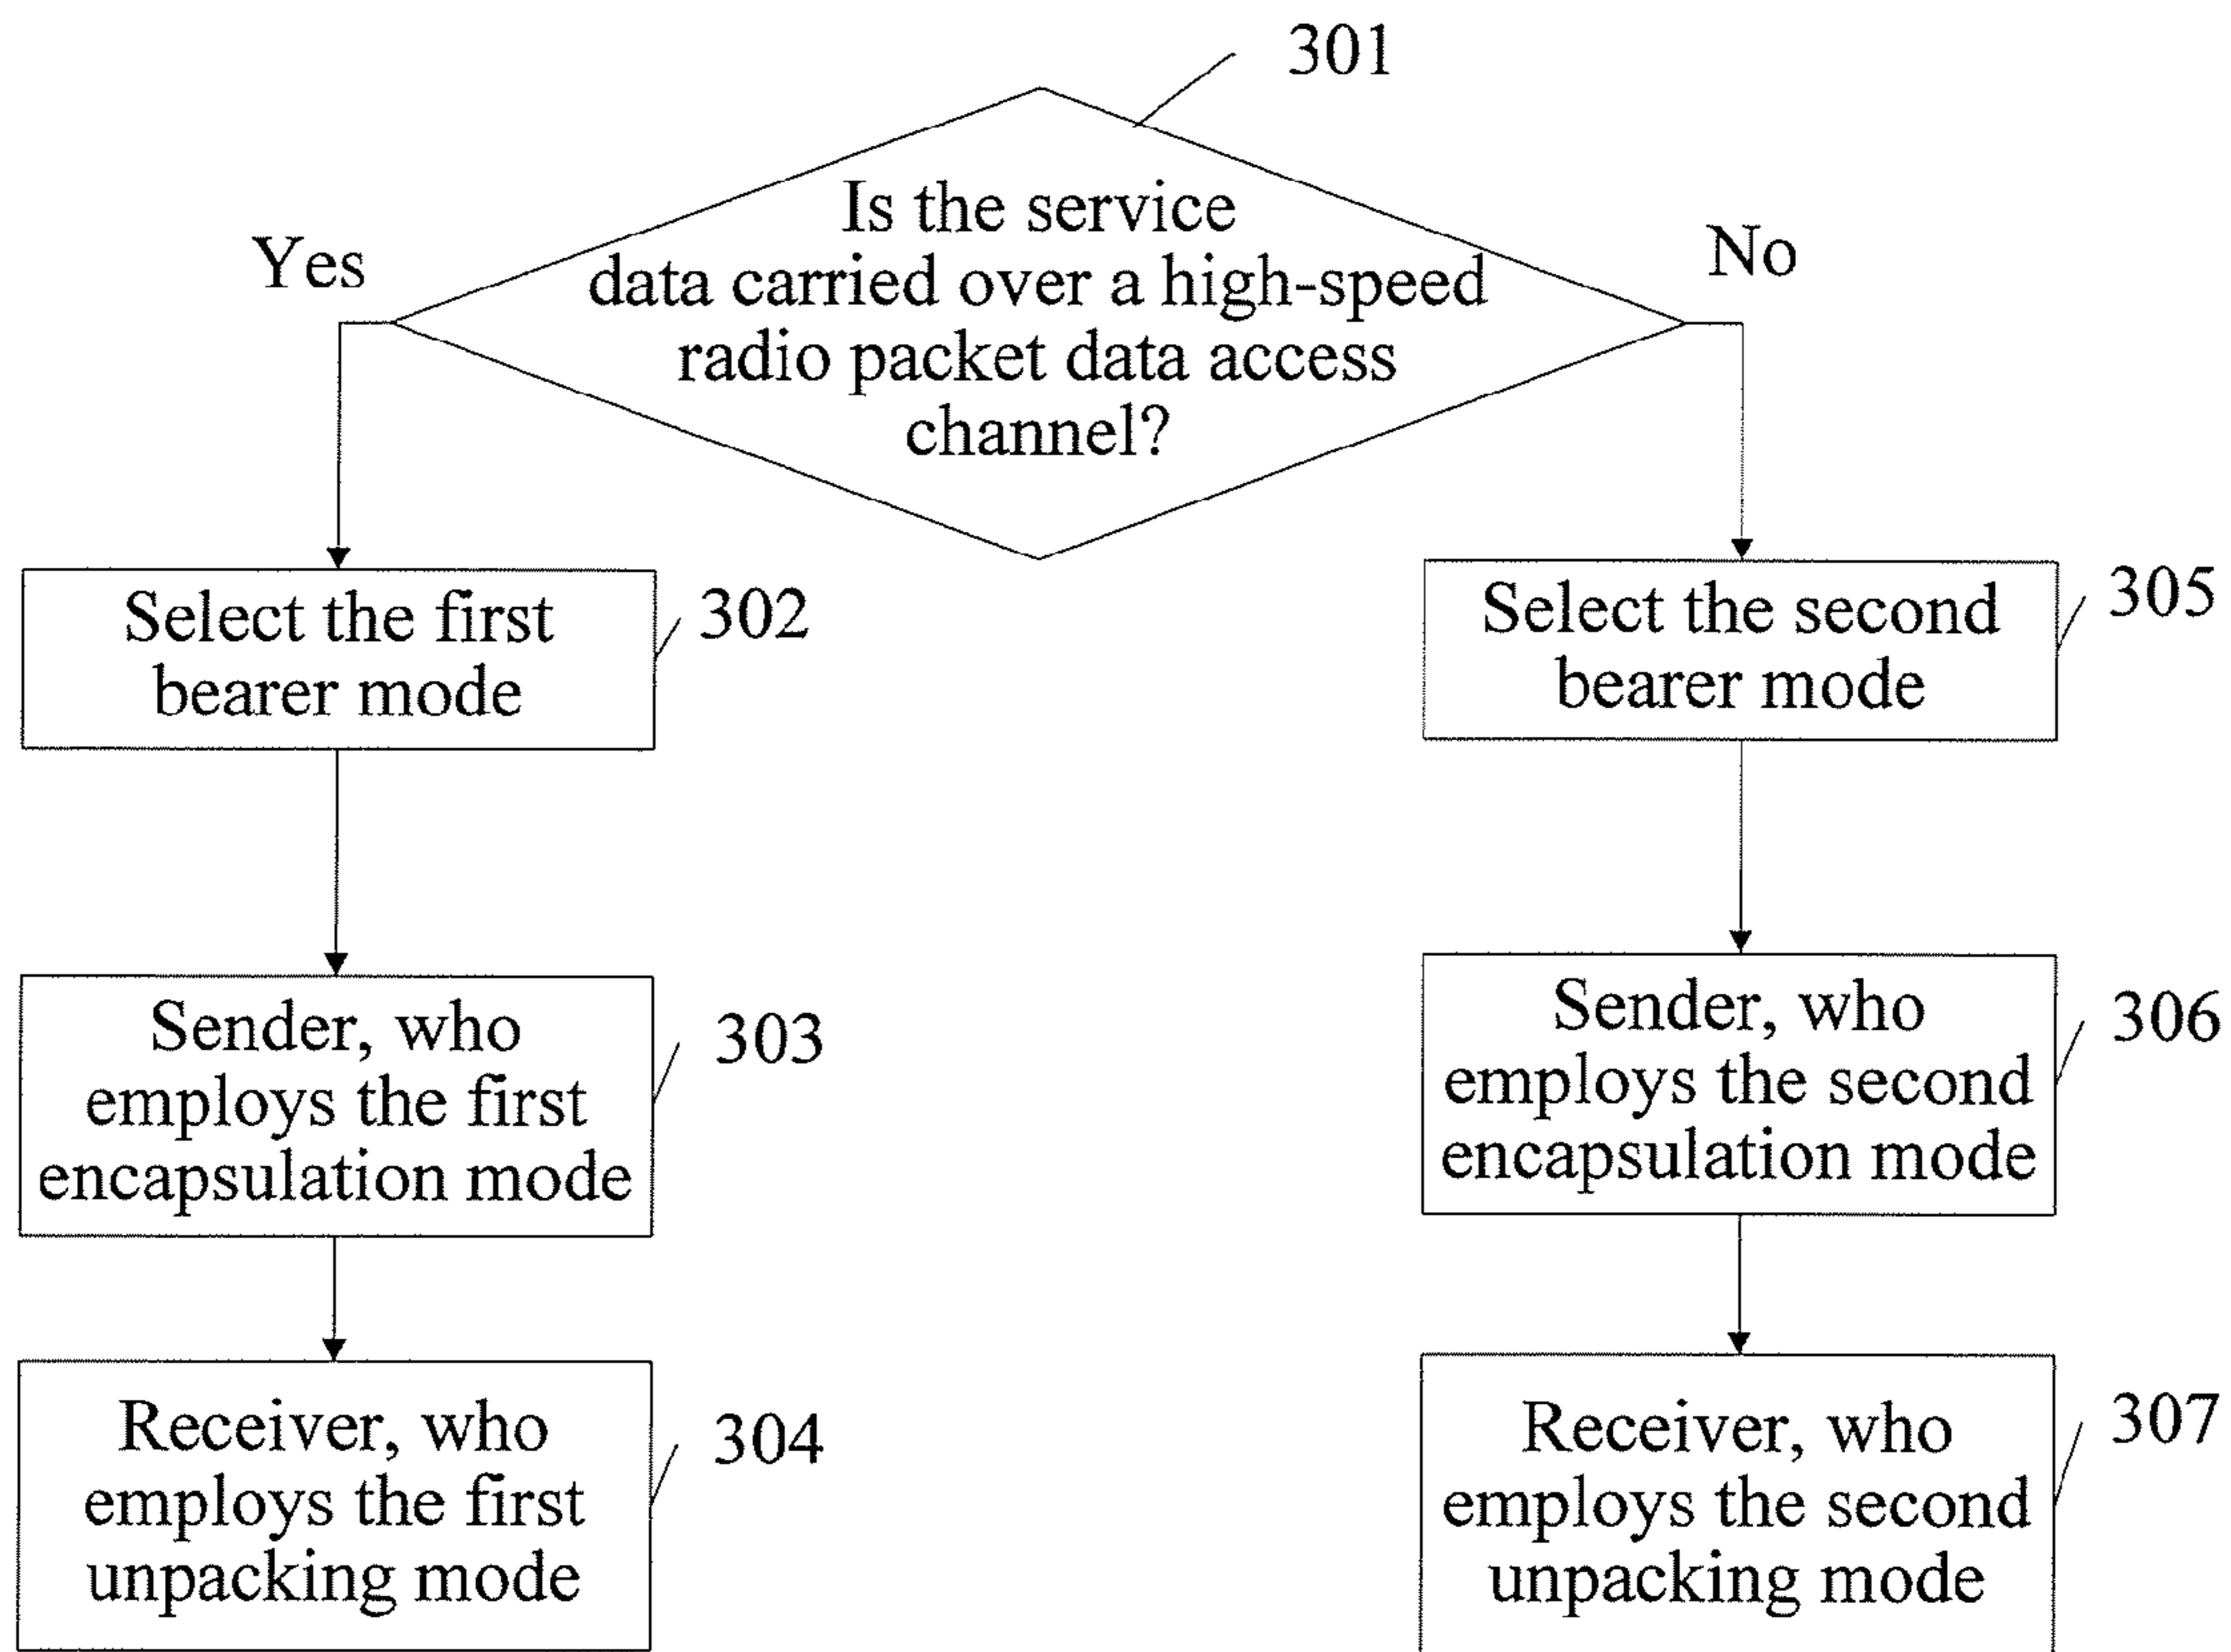 301
Is the service
data carried over a high-speed
radio packet data access
channel?
Yes
No
Select the first
bearer mode
302
Select the second
bearer mode
305
Sender, who
employs the first
encapsulation mode
303
Sender, who
employs the second
encapsulation mode
306
Receiver, who
employs the first
unpacking mode
304
Receiver, who
employs the second
unpacking mode
307